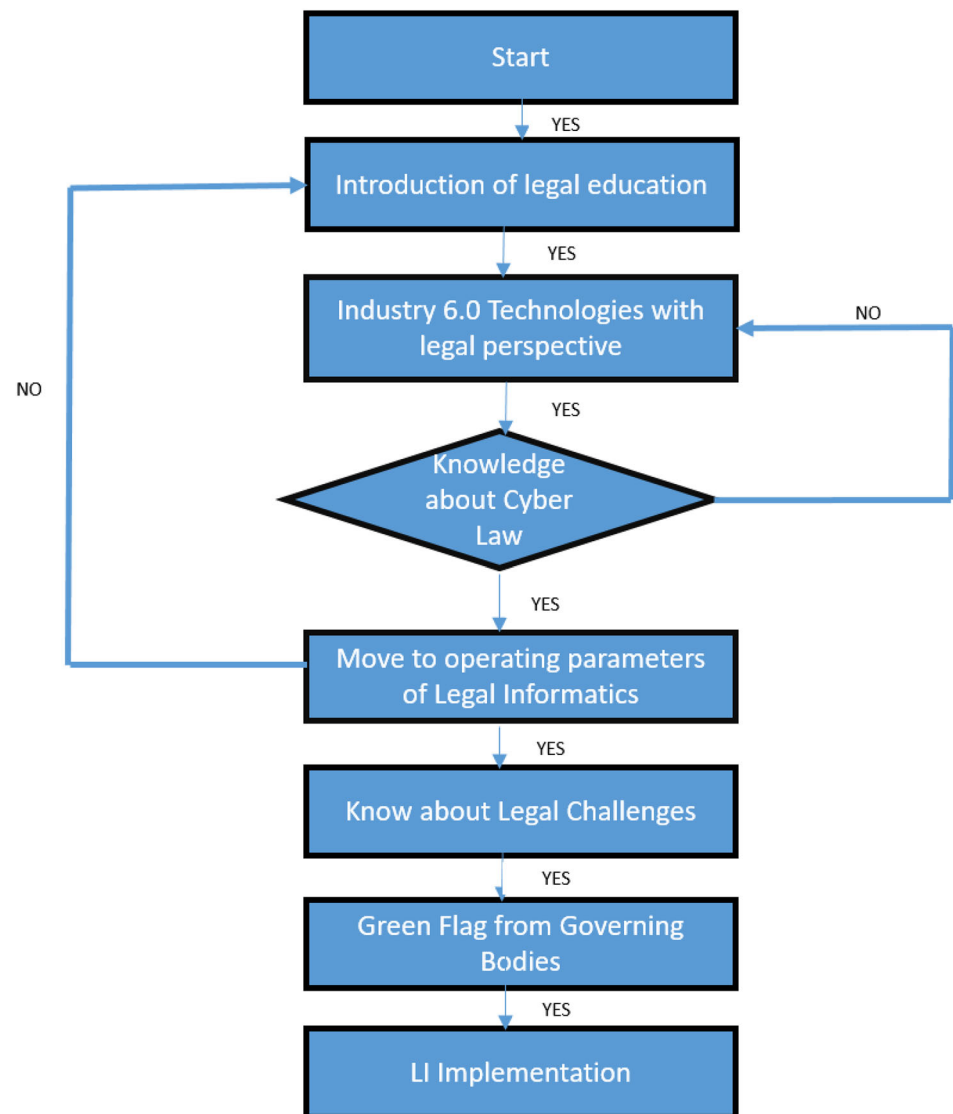 Start
YES
Introduction of legal education
YES
Industry 6.0 Technologies with
legal perspective
NO
NO
YES
Knowledge
about Cyber
Law
YES
Move to operating parameters
of Legal Informatics
YES
Know about Legal Challenges
YES
Green Flag from Governing
Bodies
YES
LI Implementation